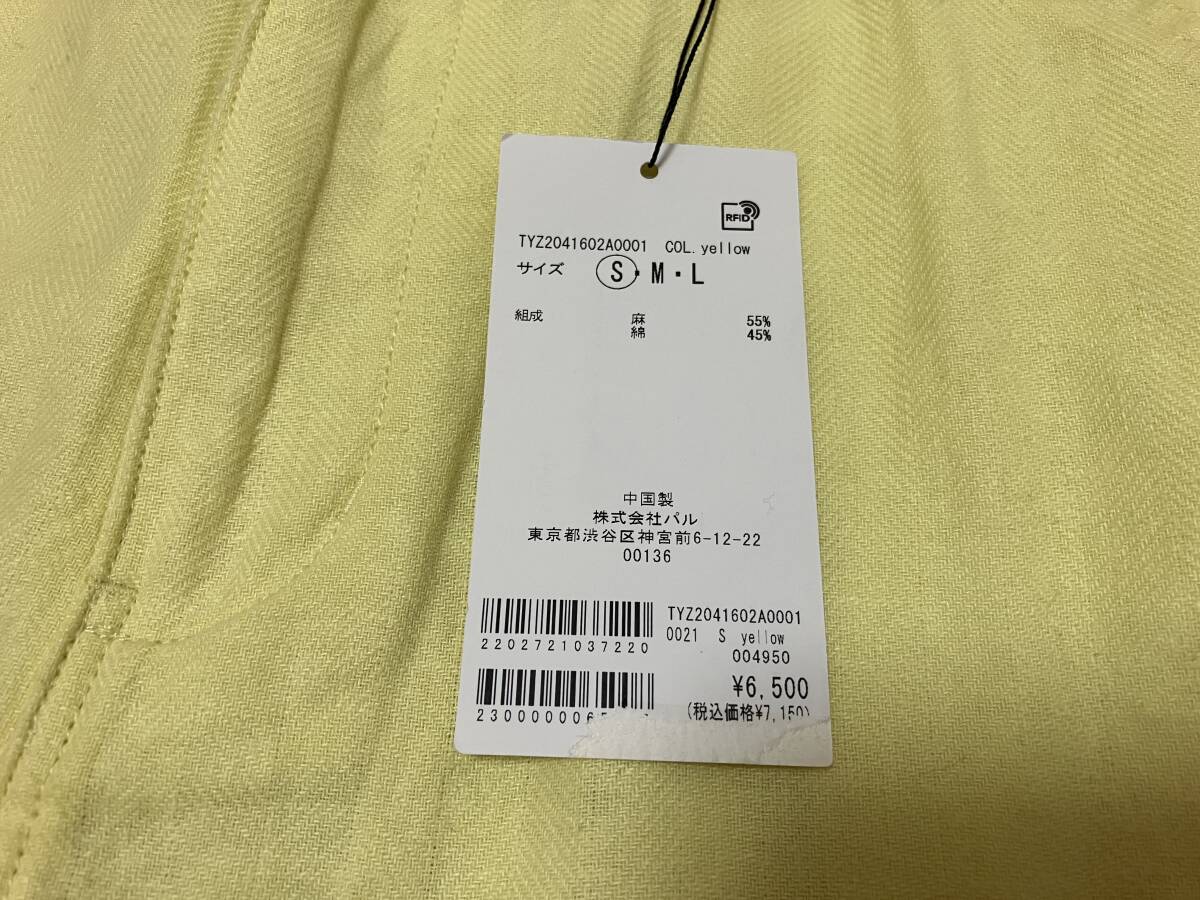 RFID
TYZ2041602A0001 COL.yellow
サイズ S・M・L
組成 麻 55%
綿 45%
中国製
株式会社パル
東京都渋谷区神宮前6-12-22
00136
TYZ2041602A0001
0021 S yellow
2202721037220
004950
¥6,500
(税込価格¥7,150)